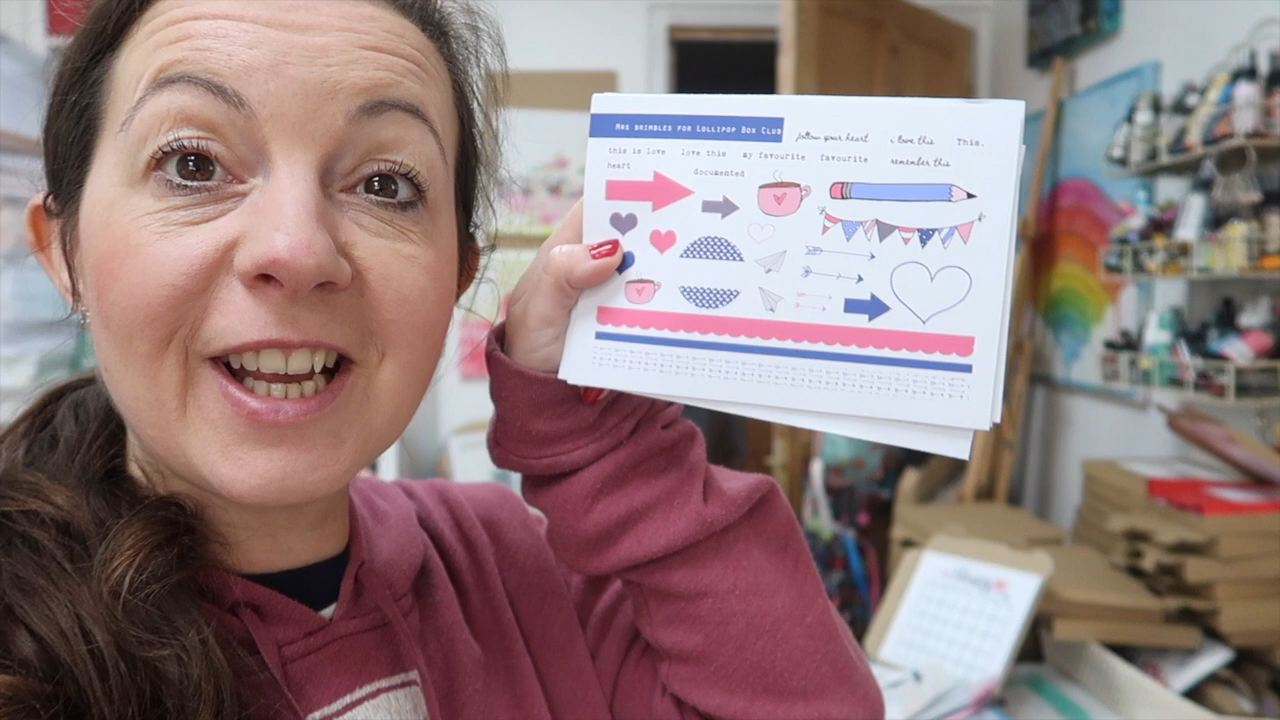 Mrs Brimbles for Lollipop Box Club
follow your heart
i love this
This.
this is love
love this
my favourite
favourite
remember this
heart
documented